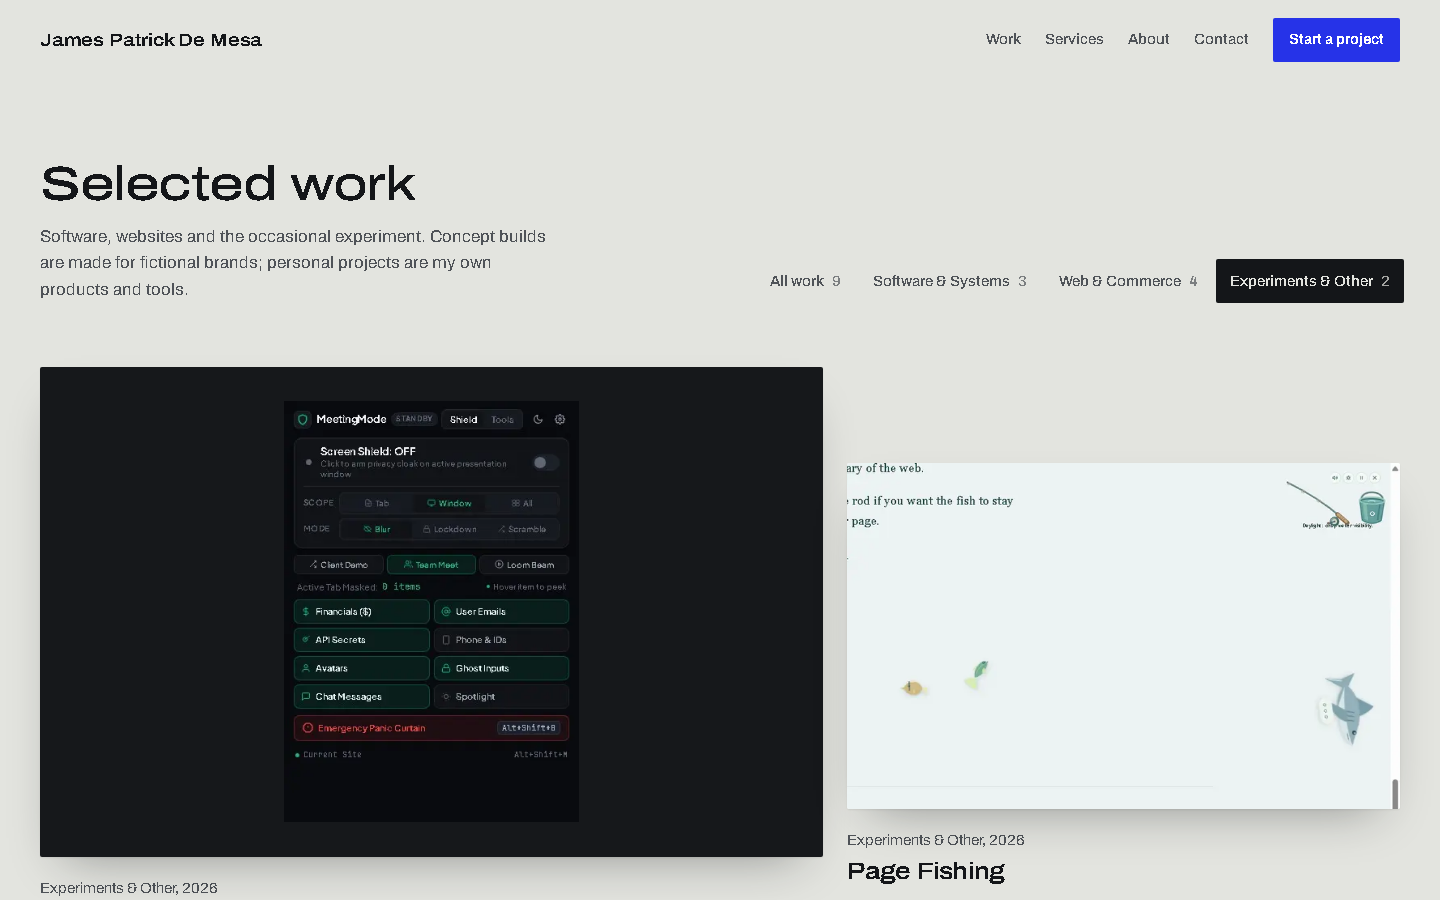 James Patrick De Mesa
Work
Services
About
Contact
Start a project
Selected work
Software, websites and the occasional experiment. Concept builds
are made for fictional brands; personal projects are my own
products and tools.
All work 9
Software & Systems 3
Web & Commerce 4
Experiments & Other 2
MeetingMode
STANDBY
Shield
Tools
Screen Shield: OFF
Click to arm privacy cloak on active presentation
window
SCOPE
Tab
Window
All
MODE
Blur
Lockdown
Scramble
Client Demo
Team Meet
Loom Beam
Active Tab Masked: 0 items
Hover item to peek
Financials ($)
User Emails
API Secrets
Phone & IDs
Avatars
Ghost Inputs
Chat Messages
Spotlight
Emergency Panic Curtain
Alt+Shift+B
Current Site
Alt+Shift+M
Experiments & Other, 2026
ary of the web.
e rod if you want the fish to stay
r page.
Experiments & Other, 2026
Page Fishing